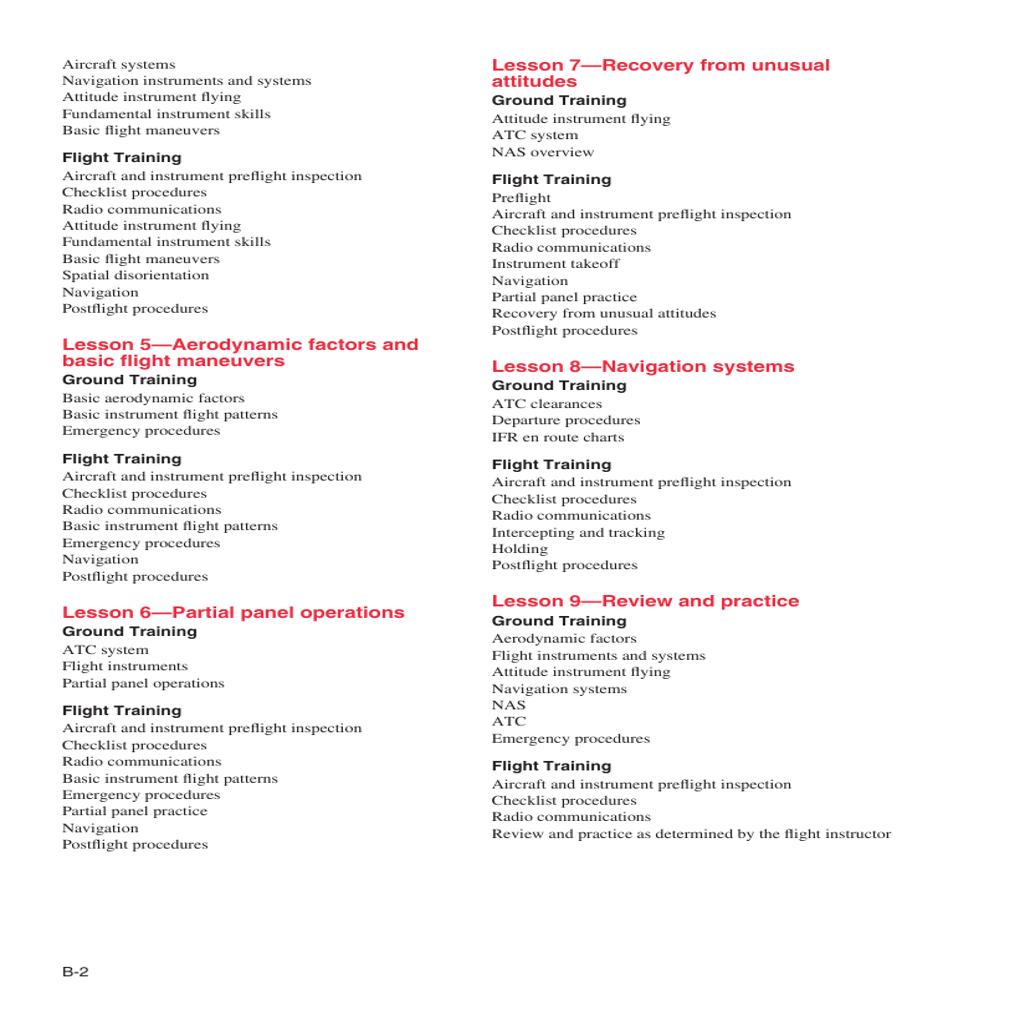 Aircraft systems
Navigation instruments and systems
Attitude instrument flying
Fundamental instrument skills
Basic flight maneuvers
Flight Training
Aircraft and instrument preflight inspection
Checklist procedures
Radio communications
Attitude instrument flying
Fundamental instrument skills
Basic flight maneuvers
Spatial disorientation
Navigation
Postflight procedures
Lesson 5—Aerodynamic factors and
basic flight maneuvers
Ground Training
Basic aerodynamic factors
Basic instrument flight patterns
Emergency procedures
Flight Training
Aircraft and instrument preflight inspection
Checklist procedures
Radio communications
Basic instrument flight patterns
Emergency procedures
Navigation
Postflight procedures
Lesson 6—Partial panel operations
Ground Training
ATC system
Flight instruments
Partial panel operations
Flight Training
Aircraft and instrument preflight inspection
Checklist procedures
Radio communications
Basic instrument flight patterns
Emergency procedures
Partial panel practice
Navigation
Postflight procedures
Lesson 7—Recovery from unusual
attitudes
Ground Training
Attitude instrument flying
ATC system
NAS overview
Flight Training
Preflight
Aircraft and instrument preflight inspection
Checklist procedures
Radio communications
Instrument takeoff
Navigation
Partial panel practice
Recovery from unusual attitudes
Postflight procedures
Lesson 8—Navigation systems
Ground Training
ATC clearances
Departure procedures
IFR en route charts
Flight Training
Aircraft and instrument preflight inspection
Checklist procedures
Radio communications
Intercepting and tracking
Holding
Postflight procedures
Lesson 9—Review and practice
Ground Training
Aerodynamic factors
Flight instruments and systems
Attitude instrument flying
Navigation systems
NAS
ATC
Emergency procedures
Flight Training
Aircraft and instrument preflight inspection
Checklist procedures
Radio communications
Review and practice as determined by the flight instructor
B-2